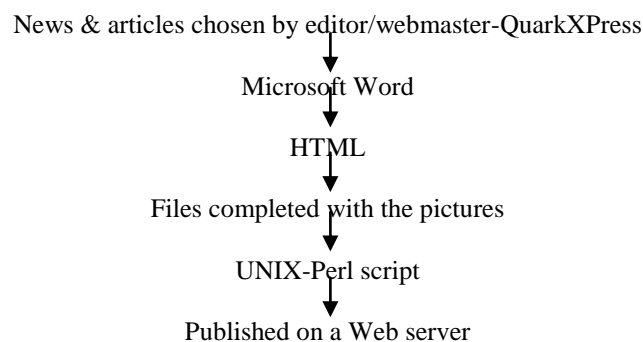 News & articles chosen by editor/webmaster-QuarkXPress
Microsoft Word
HTML
Files completed with the pictures
UNIX-Perl script
Published on a Web server